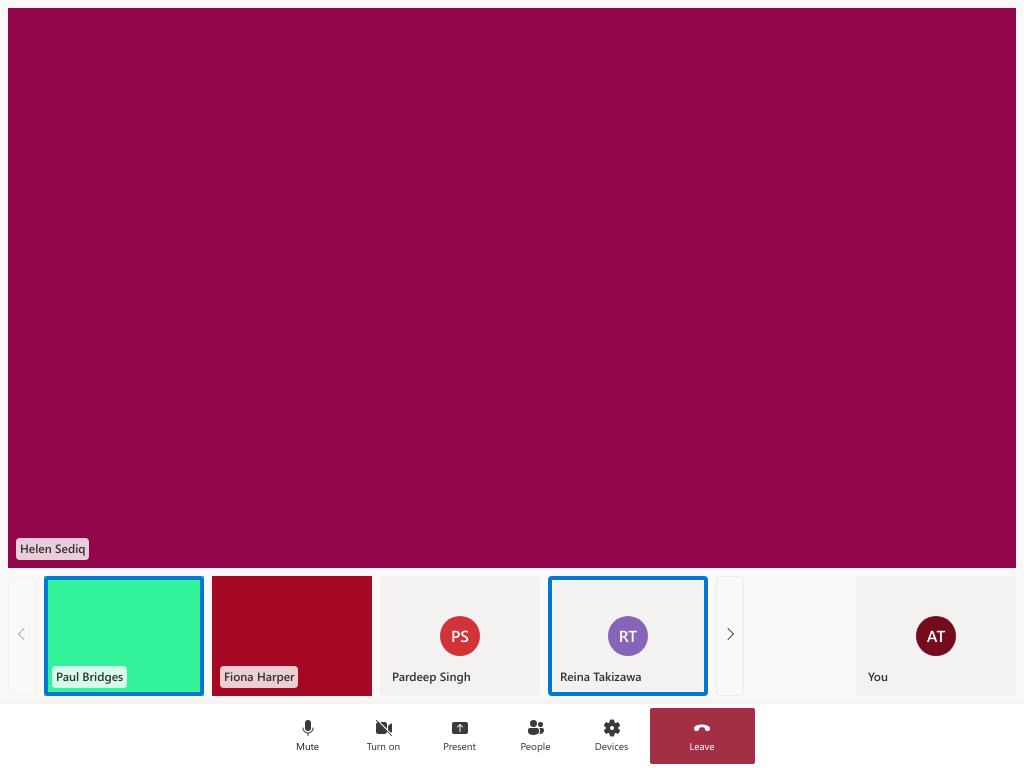 Helen Sediq
Paul Bridges
Fiona Harper
PS
Pardeep Singh
RT
Reina Takizawa
AT
You
Mute
Turn on
Present
People
Devices
Leave